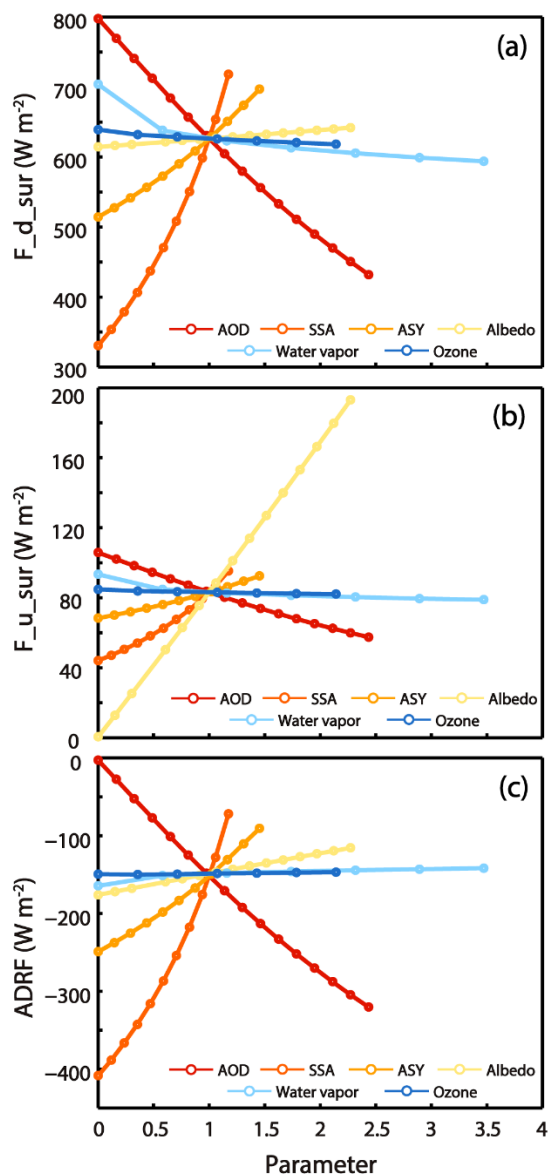 800
(a)
700
600
500
400
300
F_d_sur (W m⁻²)
AOD SSA ASY Albedo
Water vapor Ozone
200
(b)
160
120
80
40
0
F_u_sur (W m⁻²)
AOD SSA ASY Albedo
Water vapor Ozone
0
(c)
−100
−200
−300
−400
ADRF (W m⁻²)
AOD SSA ASY Albedo
Water vapor Ozone
0 0.5 1 1.5 2 2.5 3 3.5 4
Parameter